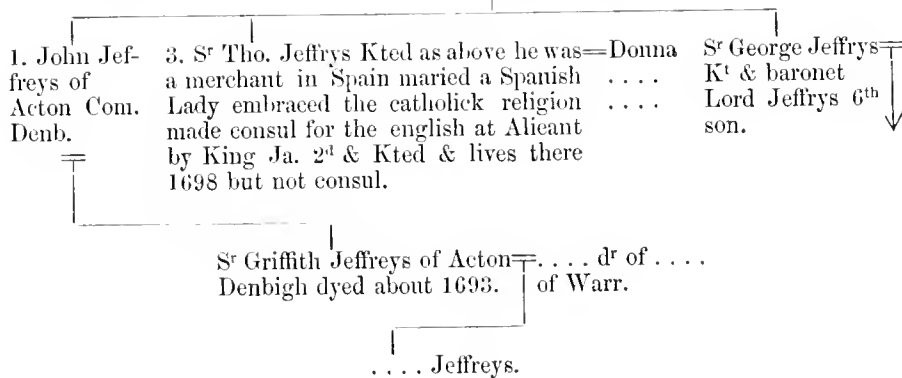 1. John Jef-
freys of
Acton Com.
Denb.
3. Sʳ Tho. Jeffrys Kted as above he was=Donna
a merchant in Spain maried a Spanish . . . .
Lady embraced the catholick religion . . . .
made consul for the english at Alicant
by King Ja. 2ᵈ & Kted & lives there
1698 but not consul.
Sʳ George Jeffrys
Kᵗ & baronet
Lord Jeffrys 6ᵗʰ
son.
Sʳ Griffith Jeffreys of Acton=. . . . dʳ of . . . .
Denbigh dyed about 1693. of Warr.
. . . . Jeffreys.